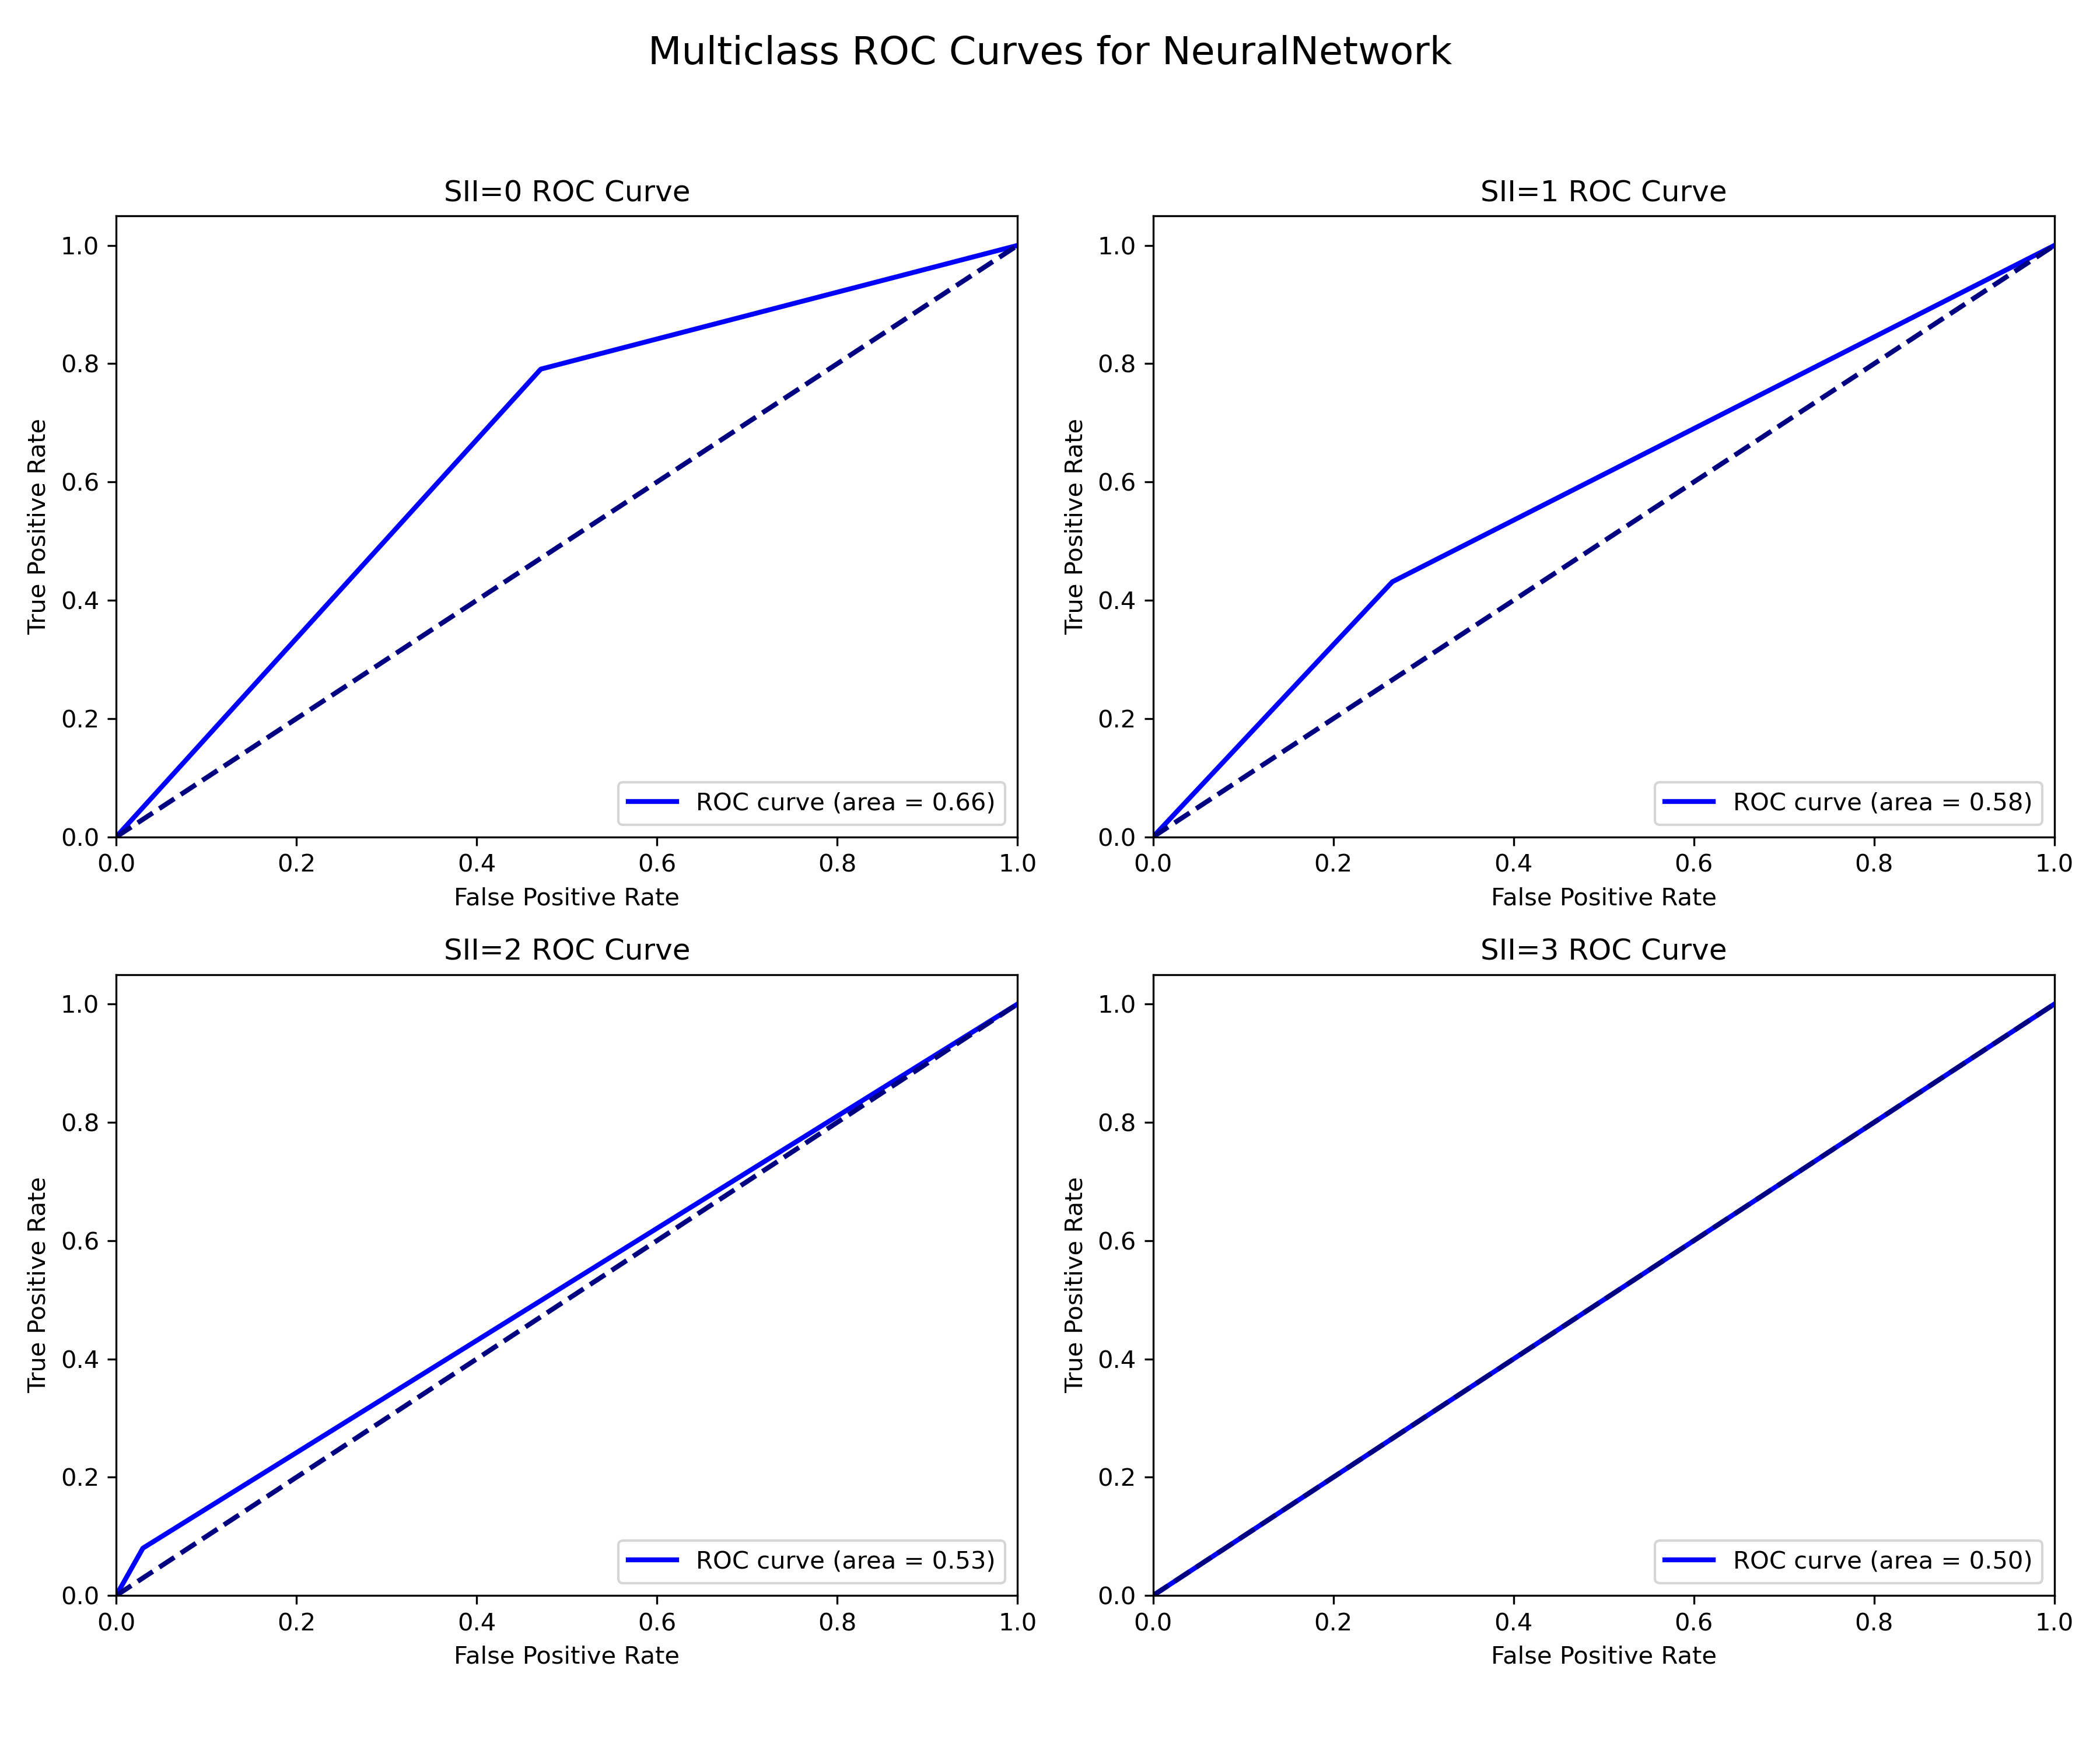 Multiclass ROC Curves for NeuralNetwork
SII=0 ROC Curve
True Positive Rate
1.0
0.8
0.6
0.4
0.2
0.0
ROC curve (area = 0.66)
0.0 0.2 0.4 0.6 0.8 1.0
False Positive Rate
SII=1 ROC Curve
True Positive Rate
1.0
0.8
0.6
0.4
0.2
0.0
ROC curve (area = 0.58)
0.0 0.2 0.4 0.6 0.8 1.0
False Positive Rate
SII=2 ROC Curve
True Positive Rate
1.0
0.8
0.6
0.4
0.2
0.0
ROC curve (area = 0.53)
0.0 0.2 0.4 0.6 0.8 1.0
False Positive Rate
SII=3 ROC Curve
True Positive Rate
1.0
0.8
0.6
0.4
0.2
0.0
ROC curve (area = 0.50)
0.0 0.2 0.4 0.6 0.8 1.0
False Positive Rate